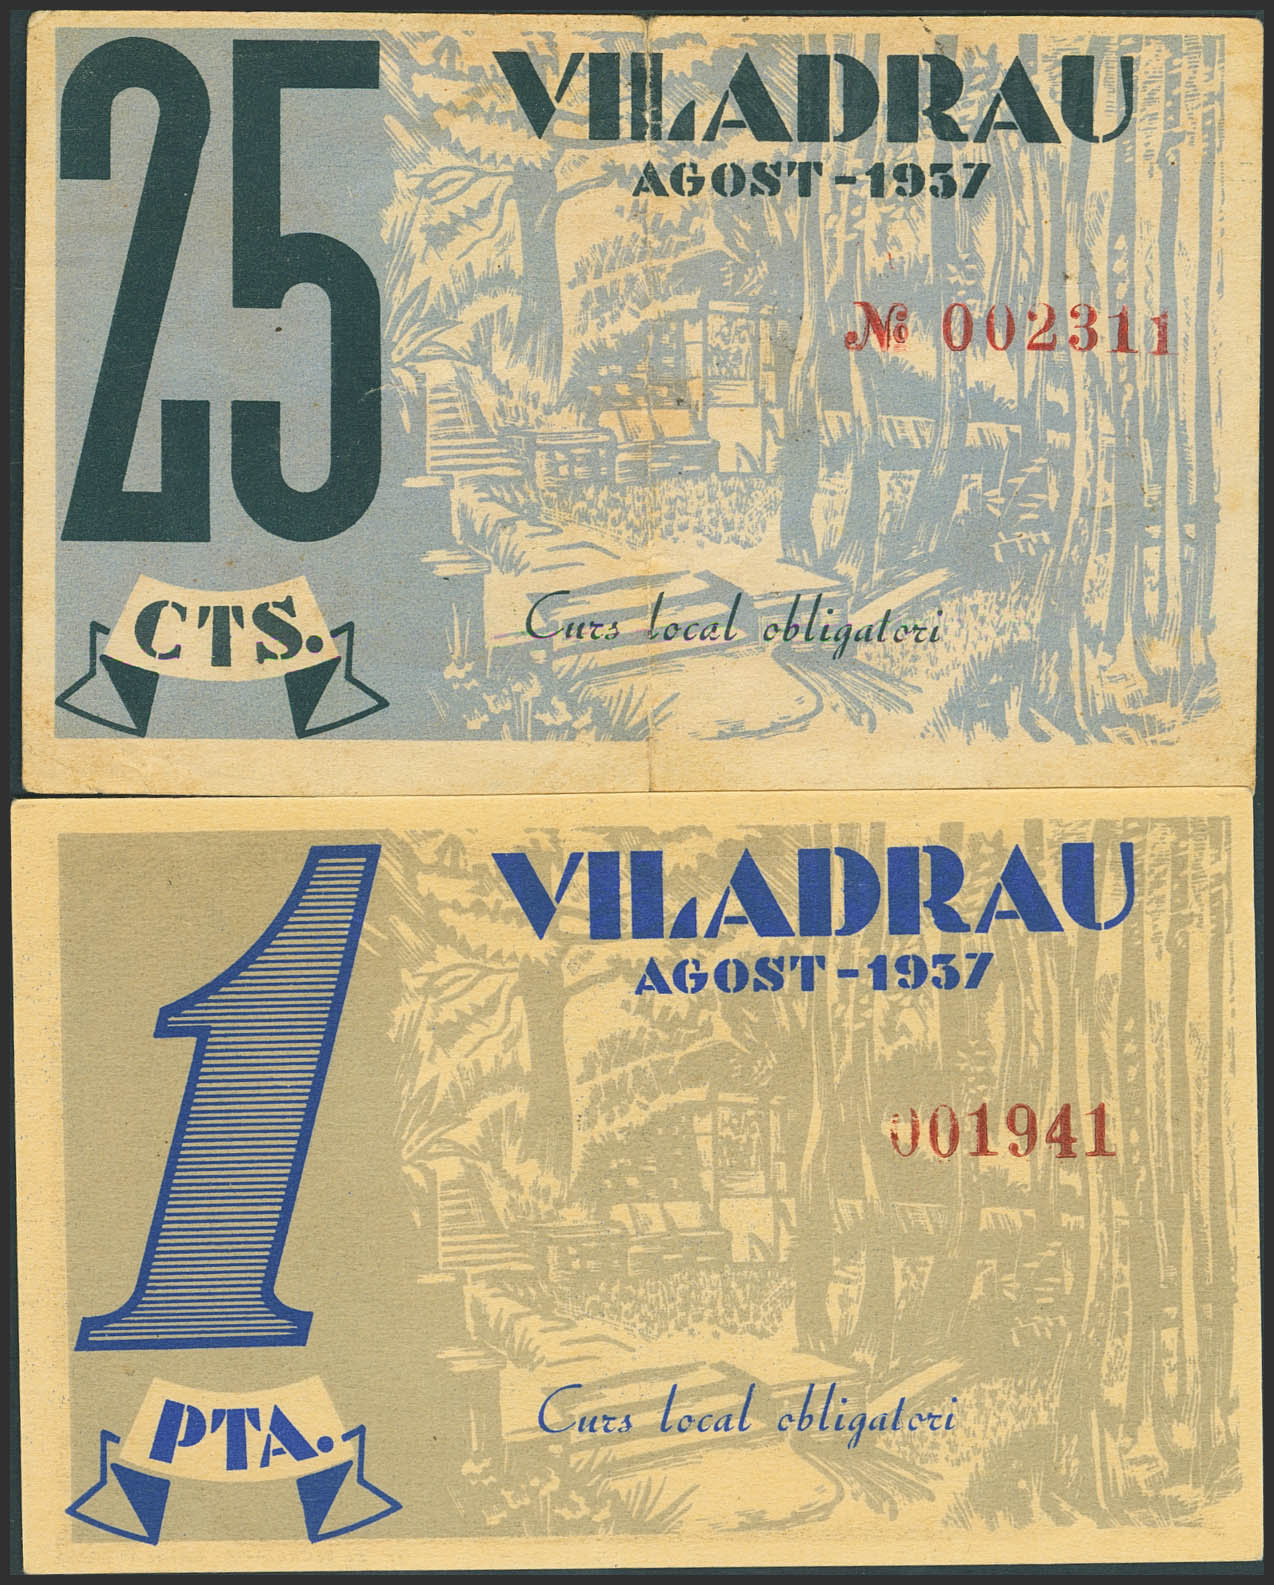 25
CTS.
VILADRAU
AGOST-1937
№ 002311
Curs local obligatori
1
PTA.
VILADRAU
AGOST-1937
001941
Curs local obligatori